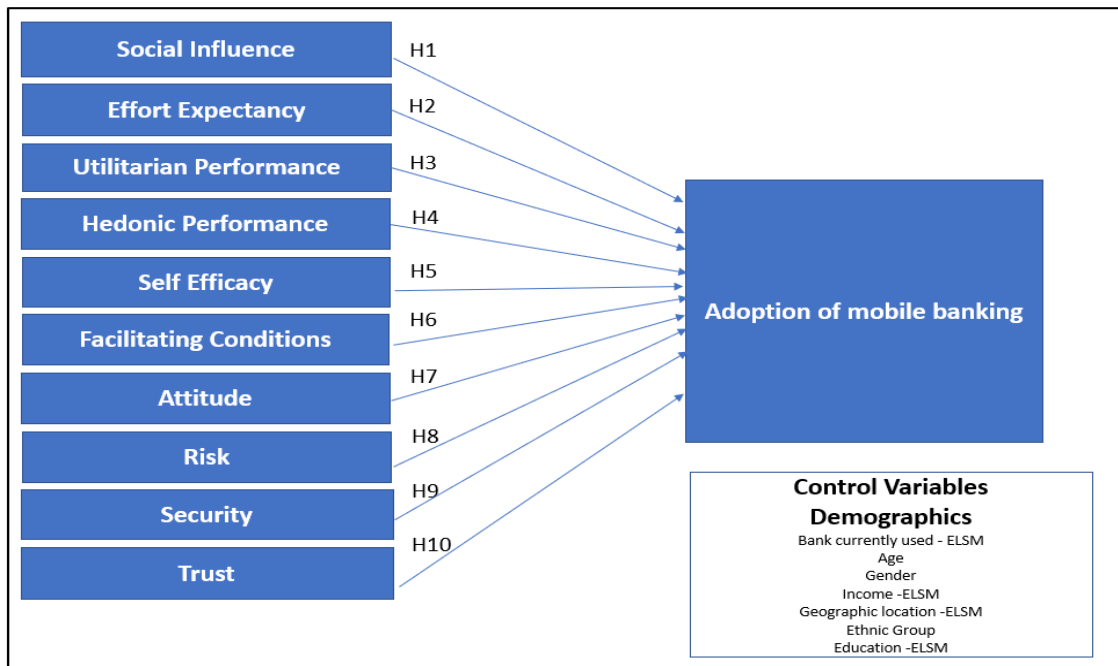 Social Influence
H1
Effort Expectancy
H2
Utilitarian Performance
H3
Hedonic Performance
H4
Self Efficacy
H5
Facilitating Conditions
H6
Attitude
H7
Risk
H8
Security
H9
Trust
H10
Adoption of mobile banking
Control Variables
Demographics
Bank currently used - ELSM
Age
Gender
Income -ELSM
Geographic location -ELSM
Ethnic Group
Education -ELSM